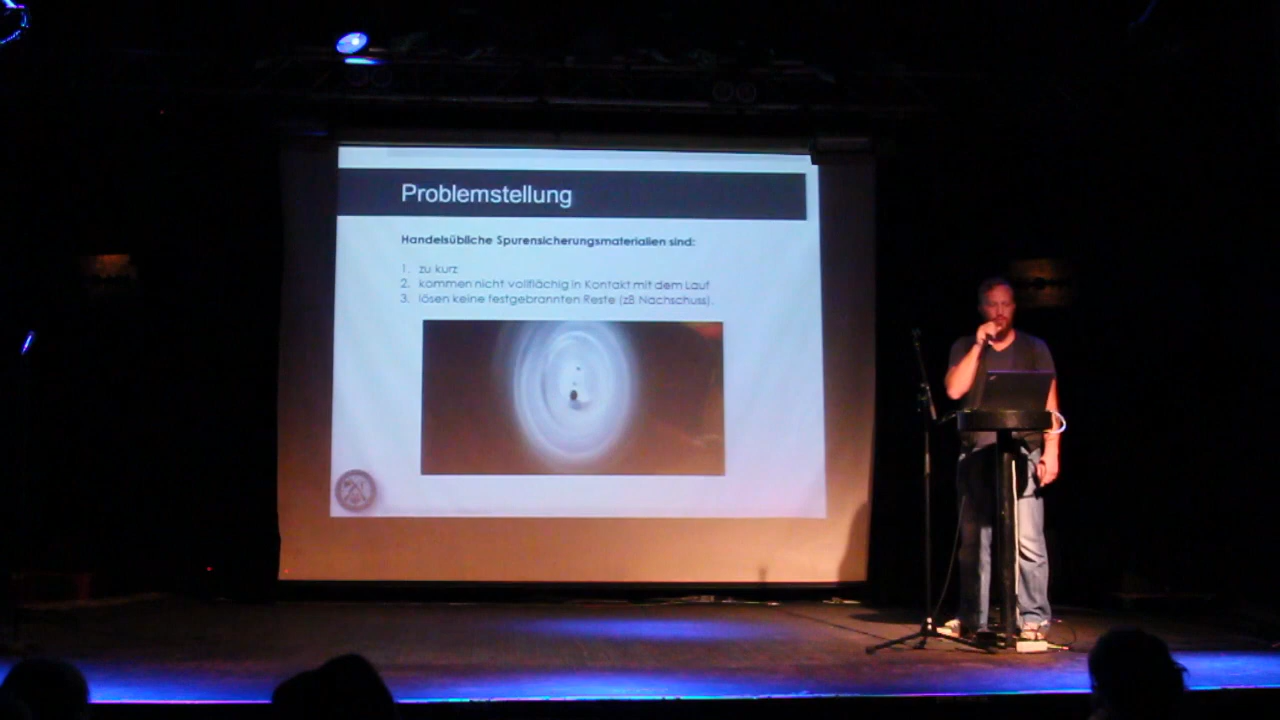 Problemstellung
Handelsübliche Spurensicherungsmaterialien sind:
1. zu kurz
2. kommen nicht vollflächig in Kontakt mit dem Lauf
3. lösen keine festgebrannten Reste (zB Nachschuss).